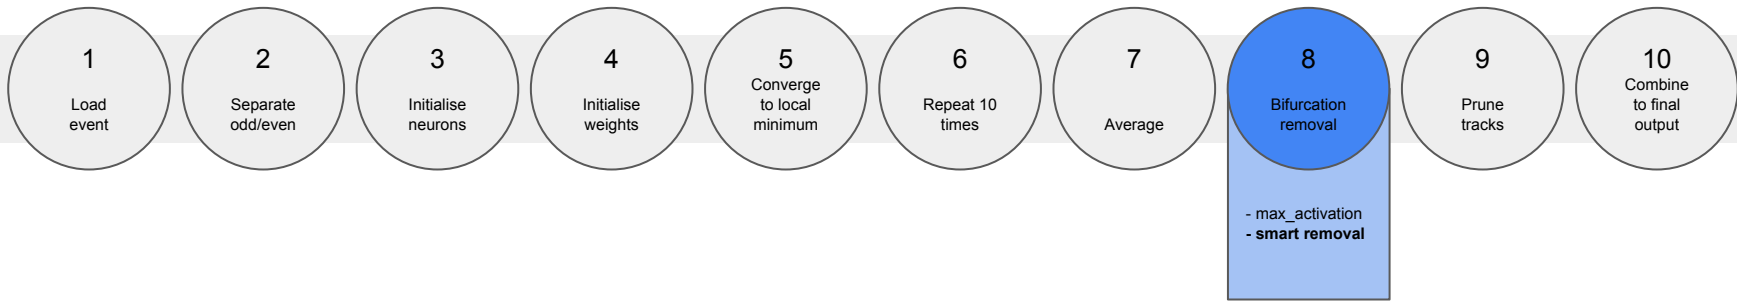 1
Load
event
2
Separate
odd/even
3
Initialise
neurons
4
Initialise
weights
5
Converge
to local
minimum
6
Repeat 10
times
7
Average
8
Bifurcation
removal
- max_activation
- smart removal
9
Prune
tracks
10
Combine
to final
output